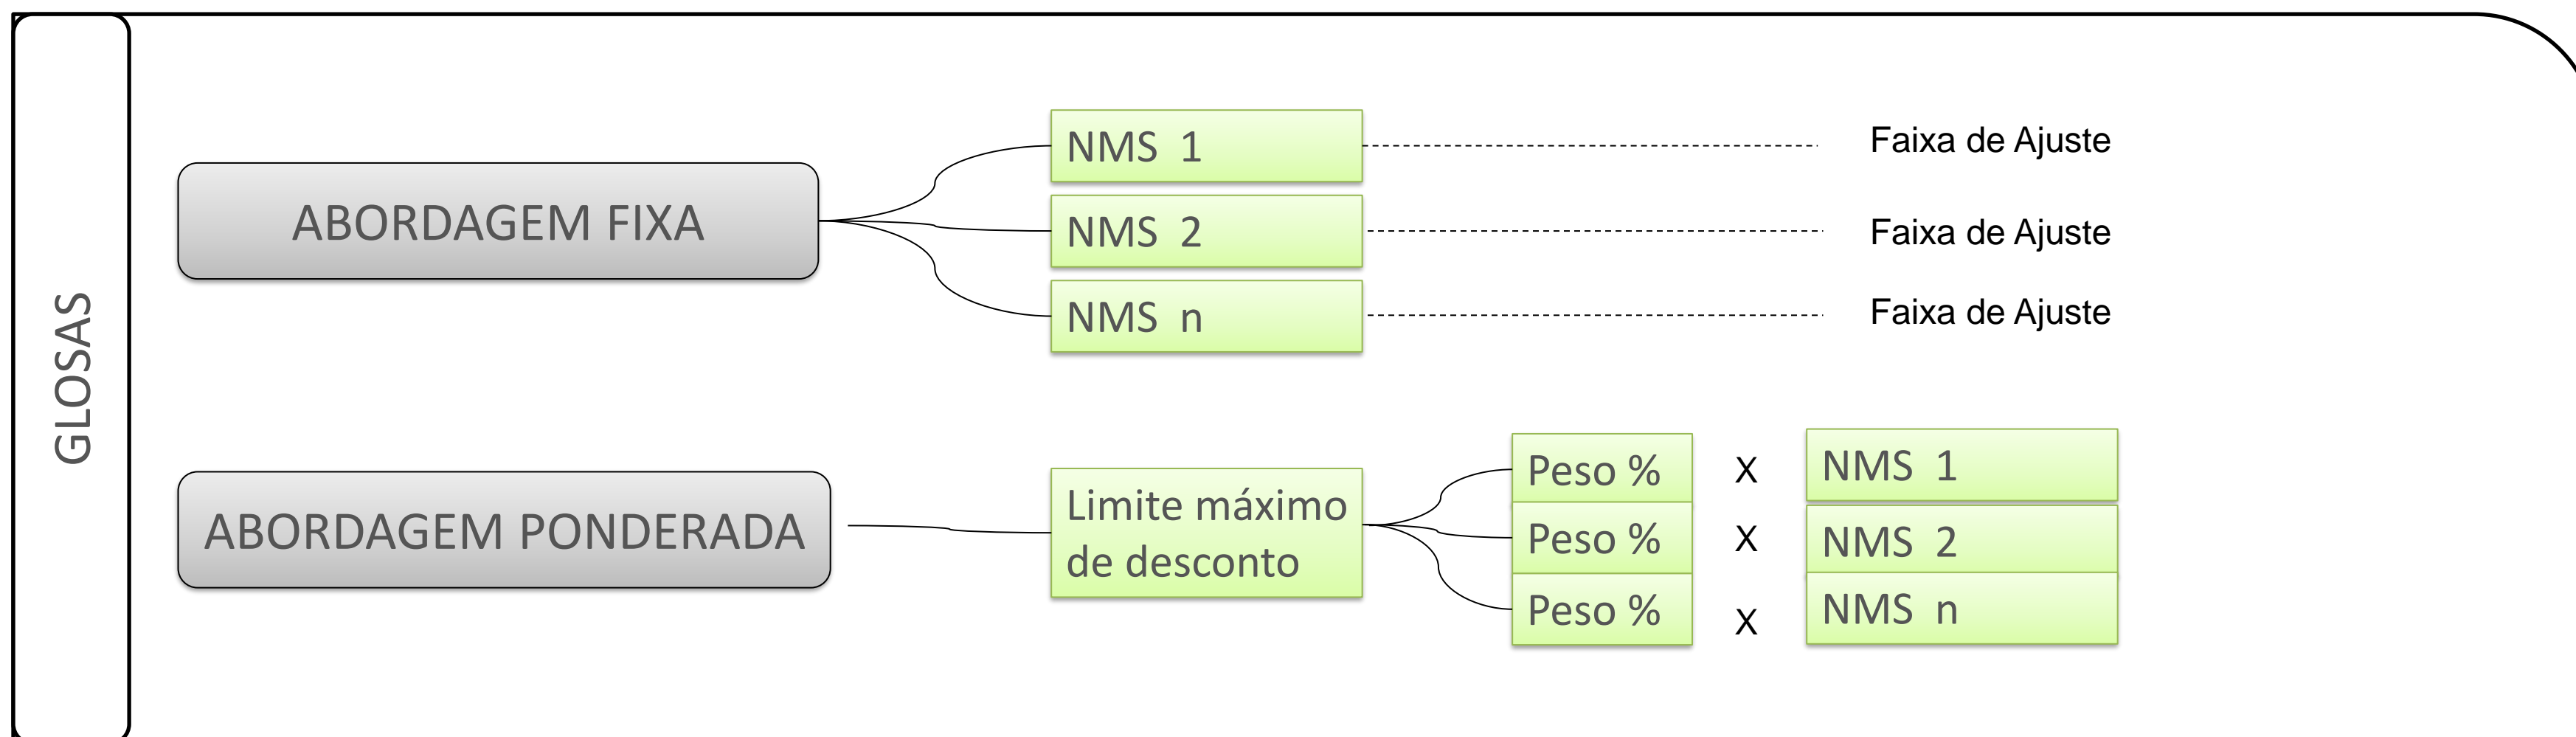 GLOSAS
ABORDAGEM FIXA
NMS 1
Faixa de Ajuste
NMS 2
Faixa de Ajuste
NMS n
Faixa de Ajuste
ABORDAGEM PONDERADA
Limite máximo
de desconto
Peso % X NMS 1
Peso % X NMS 2
Peso % X NMS n